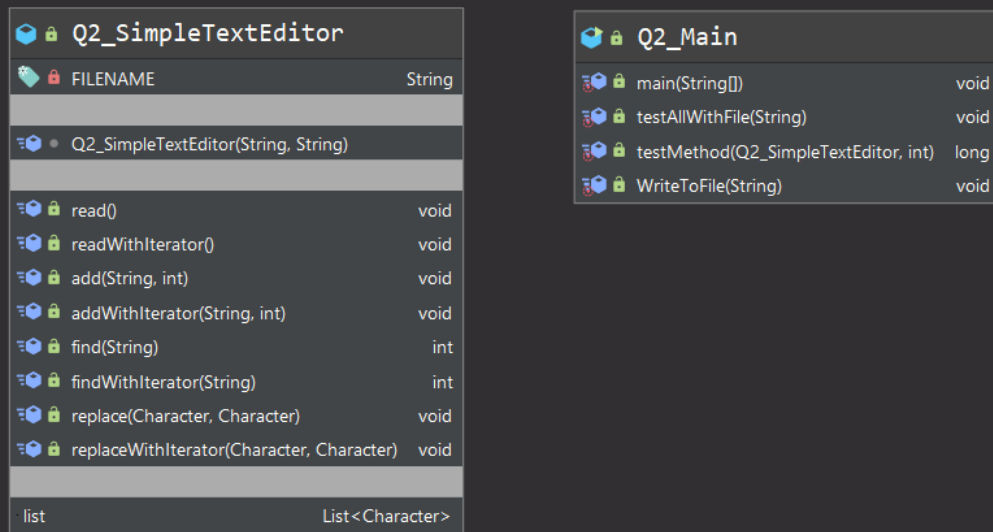 Q2_SimpleTextEditor
FILENAME String
Q2_SimpleTextEditor(String, String)
read() void
readWithIterator() void
add(String, int) void
addWithIterator(String, int) void
find(String) int
findWithIterator(String) int
replace(Character, Character) void
replaceWithIterator(Character, Character) void
list List<Character>
Q2_Main
main(String[]) void
testAllWithFile(String) void
testMethod(Q2_SimpleTextEditor, int) long
WriteToFile(String) void